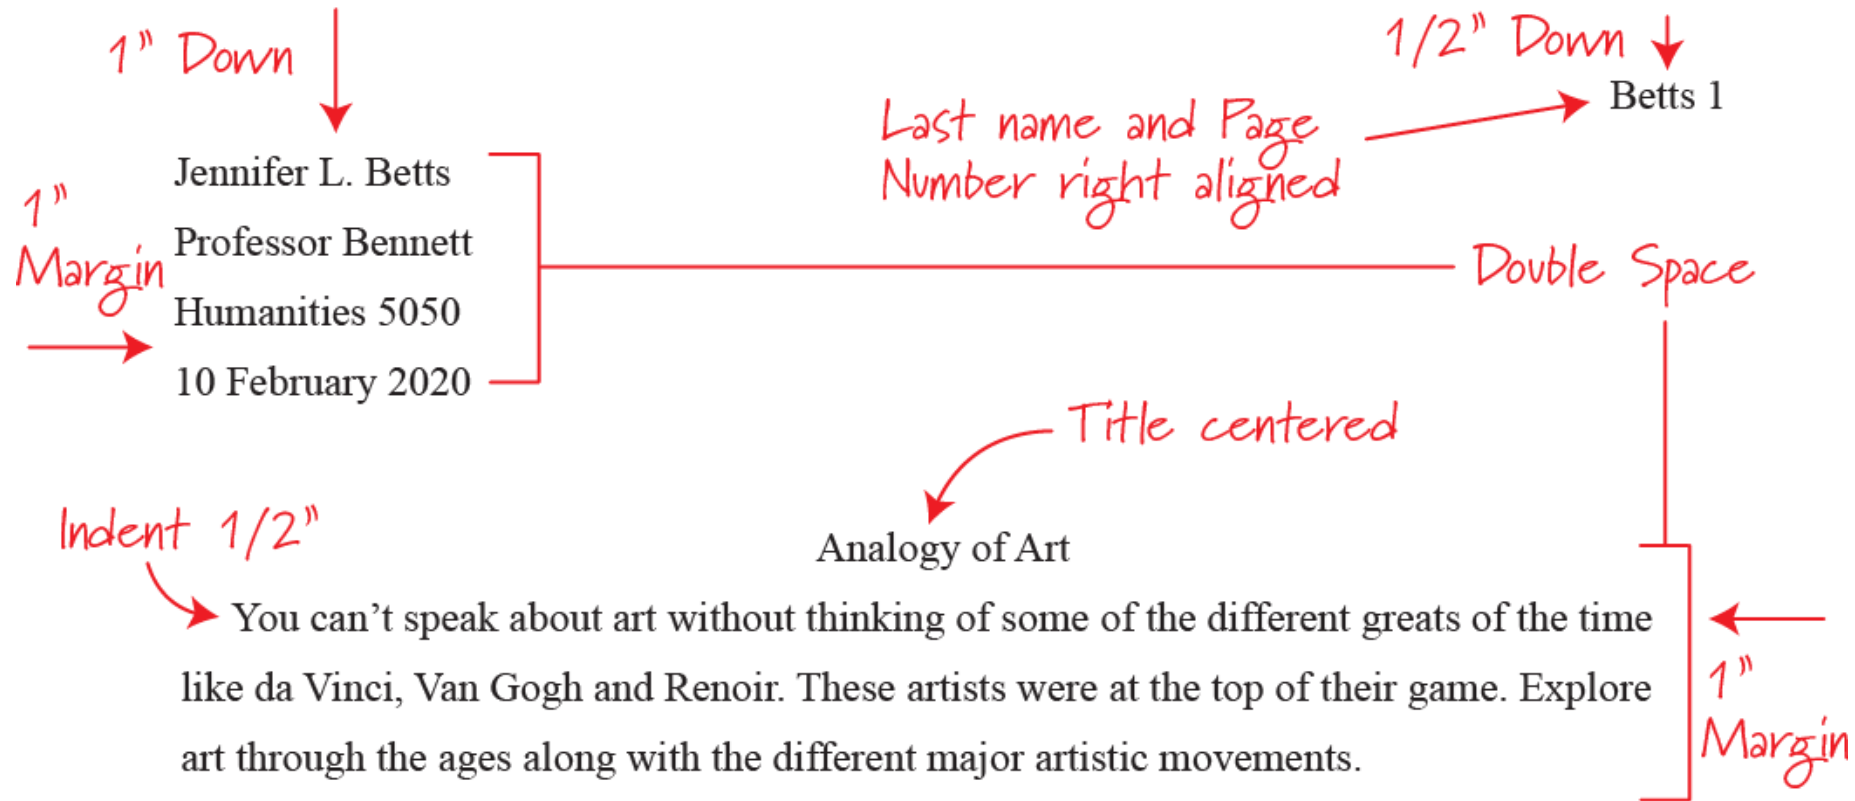 1" Down
1/2" Down
Betts 1
Last name and Page
Number right aligned
Jennifer L. Betts
1"
Margin
Professor Bennett
Double Space
Humanities 5050
10 February 2020
Title centered
Indent 1/2"
Analogy of Art
You can’t speak about art without thinking of some of the different greats of the time
like da Vinci, Van Gogh and Renoir. These artists were at the top of their game. Explore
art through the ages along with the different major artistic movements.
1"
Margin